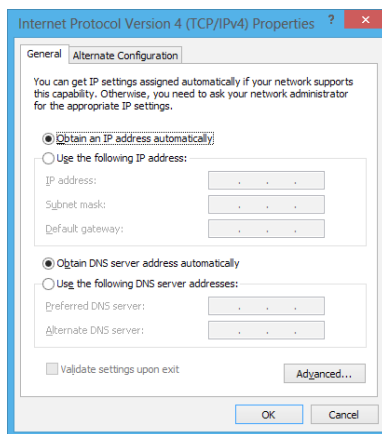 Internet Protocol Version 4 (TCP/IPv4) Properties ? ×
General Alternate Configuration
You can get IP settings assigned automatically if your network supports
this capability. Otherwise, you need to ask your network administrator
for the appropriate IP settings.
Obtain an IP address automatically
Use the following IP address:
IP address: . . .
Subnet mask: . . .
Default gateway: . . .
Obtain DNS server address automatically
Use the following DNS server addresses:
Preferred DNS server: . . .
Alternate DNS server: . . .
Validate settings upon exit
Advanced...
OK Cancel